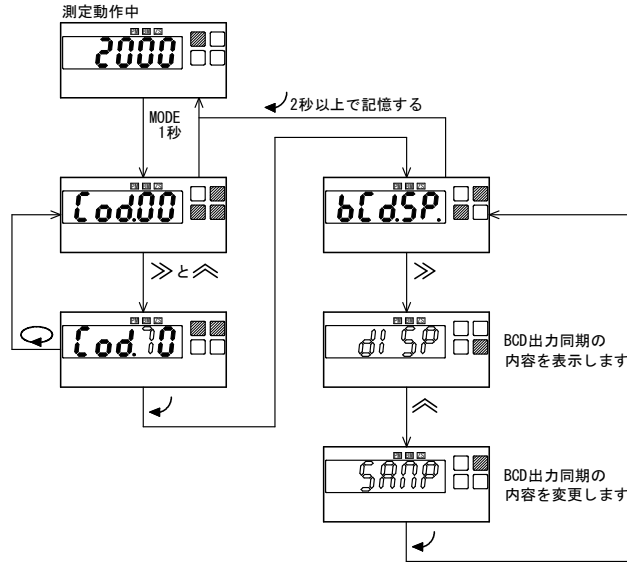 測定動作中
2000
MODE
1秒
2秒以上で記憶する
Cod.00
bCd.SP.
≫と︽
≫
Cod.70
di SP
BCD出力同期の
内容を表示します
︽
SAMP
BCD出力同期の
内容を変更します